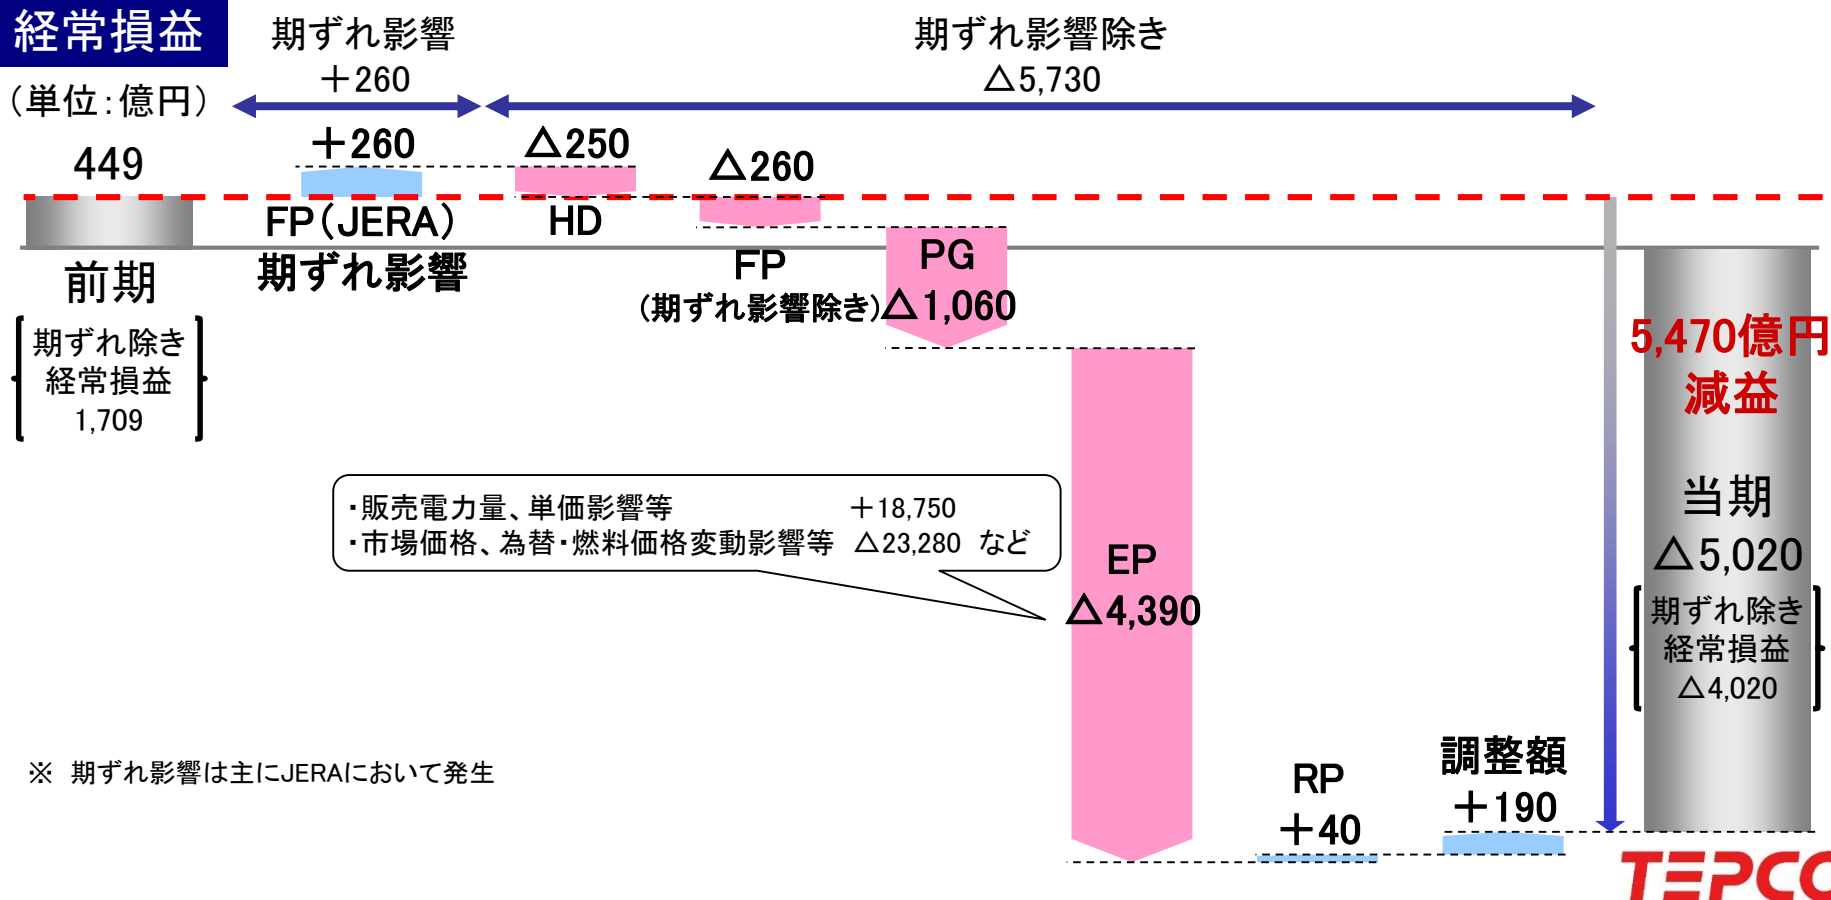 経常損益
(単位:億円)
期ずれ影響
+260
期ずれ影響除き
△5,730
449
前期
期ずれ除き
経常損益
1,709
+260
FP(JERA)
期ずれ影響
△250
HD
△260
FP
(期ずれ影響除き)
PG
△1,060
・販売電力量、単価影響等 +18,750
・市場価格、為替・燃料価格変動影響等 △23,280 など
EP
△4,390
RP
+40
調整額
+190
5,470億円
減益
当期
△5,020
期ずれ除き
経常損益
△4,020
※ 期ずれ影響は主にJERAにおいて発生
TEPCO